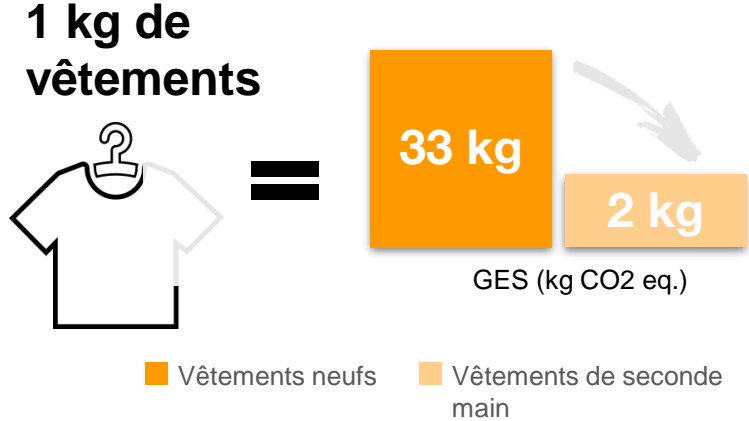 1 kg de
vêtements
=
33 kg
2 kg
GES (kg CO2 eq.)
Vêtements neufs
Vêtements de seconde
main